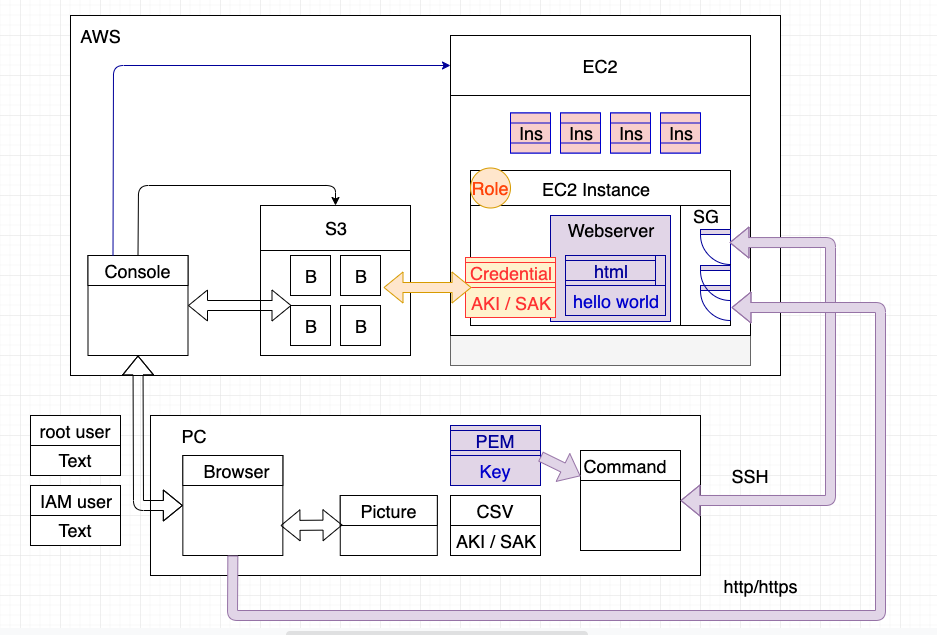 AWS
EC2
Ins
Ins
Ins
Ins
Role
EC2 Instance
SG
S3
Webserver
Console
B
B
Credential
html
AKI / SAK
hello world
B
B
root user
Text
PC
PEM
Key
Browser
Command
SSH
IAM user
Text
Picture
CSV
AKI / SAK
http/https